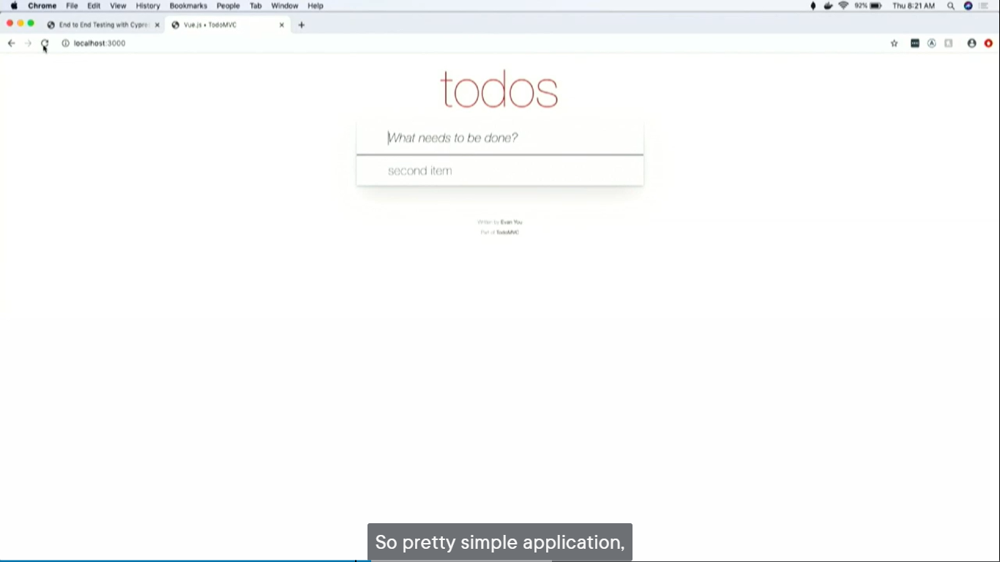 Chrome File Edit View History Bookmarks People Tab Window Help 92% Thu 8:21 AM
End to End Testing with Cypre Vue.js • TodoMVC
localhost:3000
todos
What needs to be done?
second item
Written by Evan You
Part of TodoMVC
So pretty simple application,